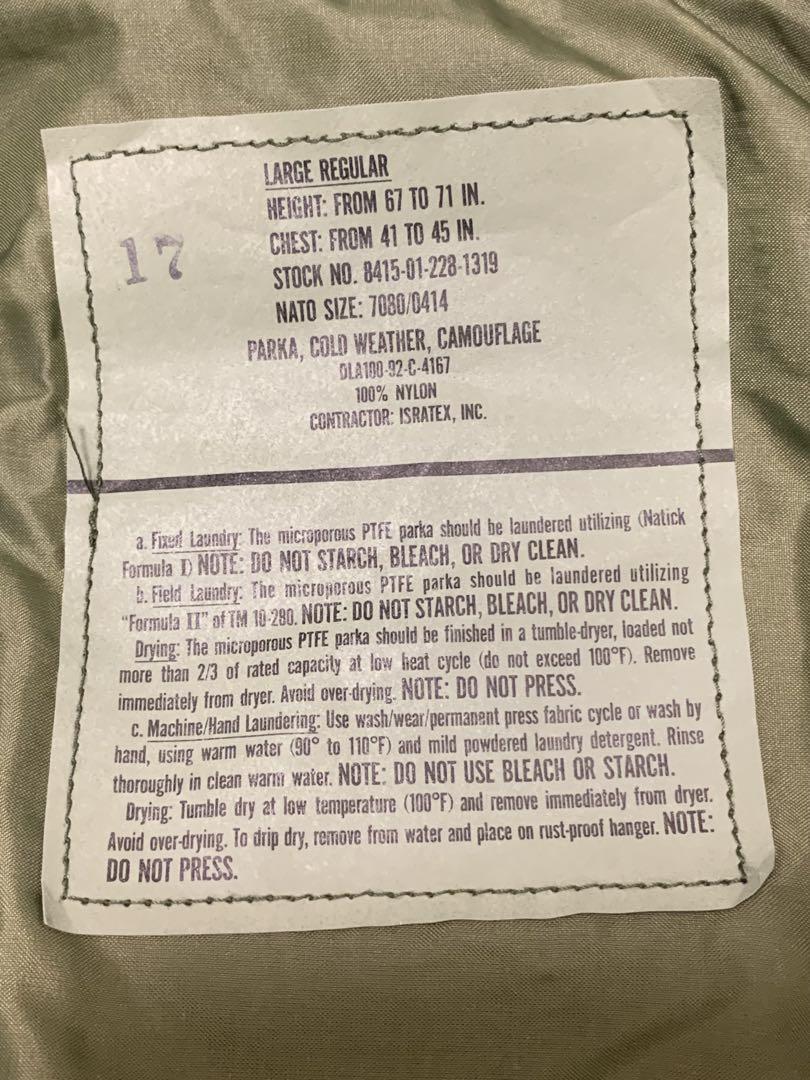 LARGE REGULAR
HEIGHT: FROM 67 TO 71 IN.
17
CHEST: FROM 41 TO 45 IN.
STOCK NO. 8415-01-228-1319
NATO SIZE: 7080/0414
PARKA, COLD WEATHER, CAMOUFLAGE
DLA100-92-C-4167
100% NYLON
CONTRACTOR: ISRATEX, INC.
a. Fixed Laundry: The microporous PTFE parka should be laundered utilizing (Natick
Formula I) NOTE: DO NOT STARCH, BLEACH, OR DRY CLEAN.
b. Field Laundry: The microporous PTFE parka should be laundered utilizing
"Formula II" of TM 10-280. NOTE: DO NOT STARCH, BLEACH, OR DRY CLEAN.
Drying: The microporous PTFE parka should be finished in a tumble-dryer, loaded not
more than 2/3 of rated capacity at low heat cycle (do not exceed 100°F). Remove
immediately from dryer. Avoid over-drying. NOTE: DO NOT PRESS.
c. Machine/Hand Laundering: Use wash/wear/permanent press fabric cycle or wash by
hand, using warm water (90° to 110°F) and mild powdered laundry detergent. Rinse
thoroughly in clean warm water. NOTE: DO NOT USE BLEACH OR STARCH.
Drying: Tumble dry at low temperature (100°F) and remove immediately from dryer.
Avoid over-drying. To drip dry, remove from water and place on rust-proof hanger. NOTE:
DO NOT PRESS.